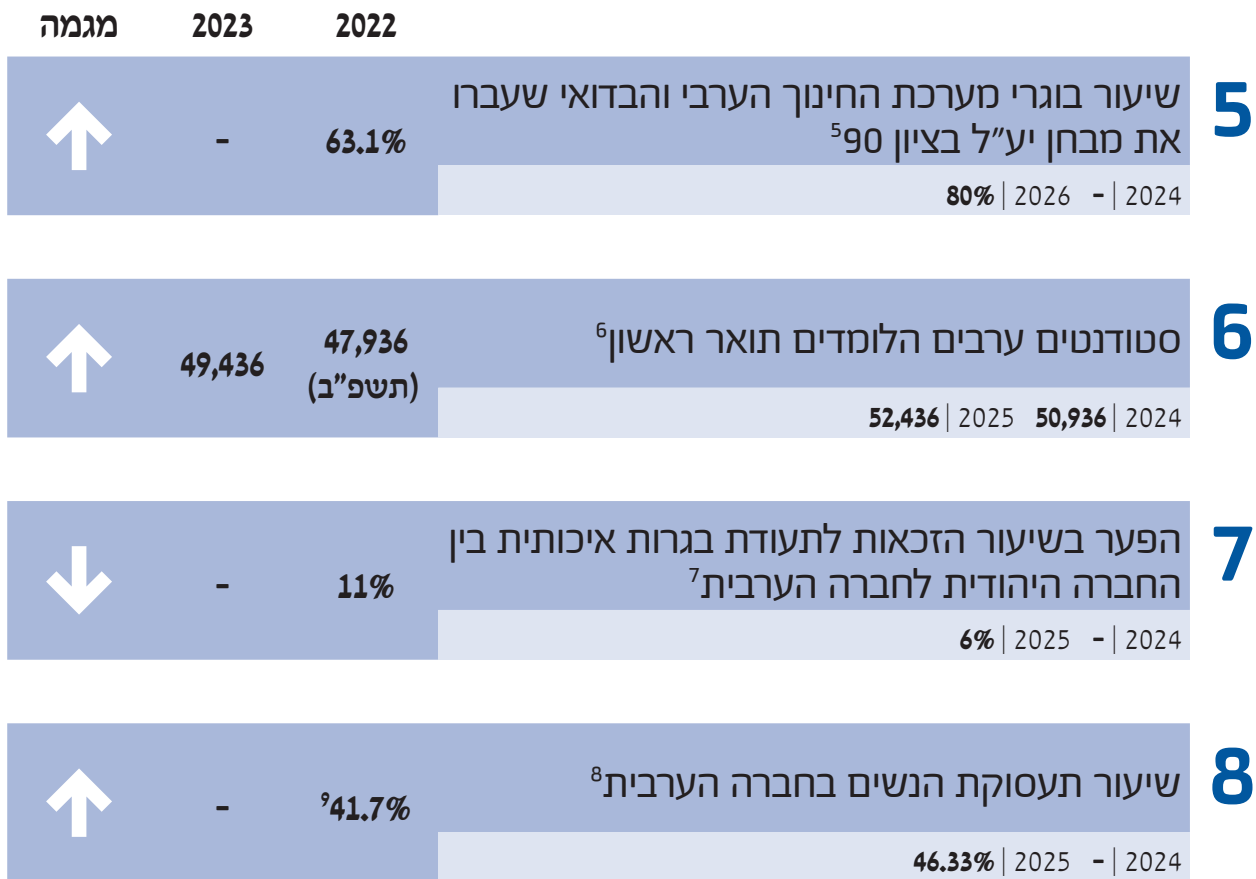 2022 2023 מגמה
5 שיעור בוגרי מערכת החינוך הערבי והבדואי שעברו
את מבחן יע"ל בציון 90⁵
63.1% -
2024 | - 2026 | 80%
6 סטודנטים ערבים הלומדים תואר ראשון⁶
47,936
(תשפ"ב)
49,436
2024 | 50,936 2025 | 52,436
7 הפער בשיעור הזכאות לתעודת בגרות איכותית בין
החברה היהודית לחברה הערבית⁷
11% -
2024 | - 2025 | 6%
8 שיעור תעסוקת הנשים בחברה הערבית⁸
41.7%⁹ -
2024 | - 2025 | 46.33%